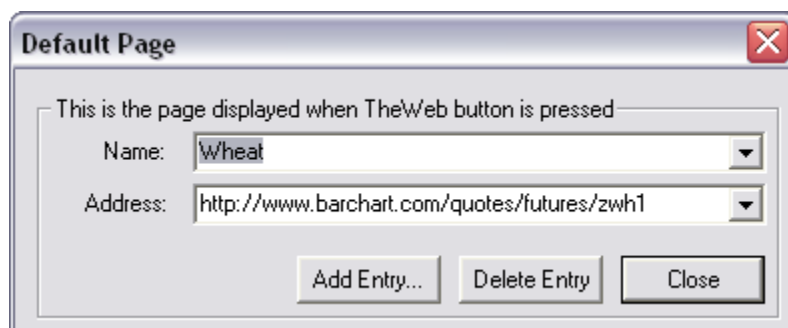 Default Page
This is the page displayed when TheWeb button is pressed
Name: Wheat
Address: http://www.barchart.com/quotes/futures/zwh1
Add Entry... Delete Entry Close